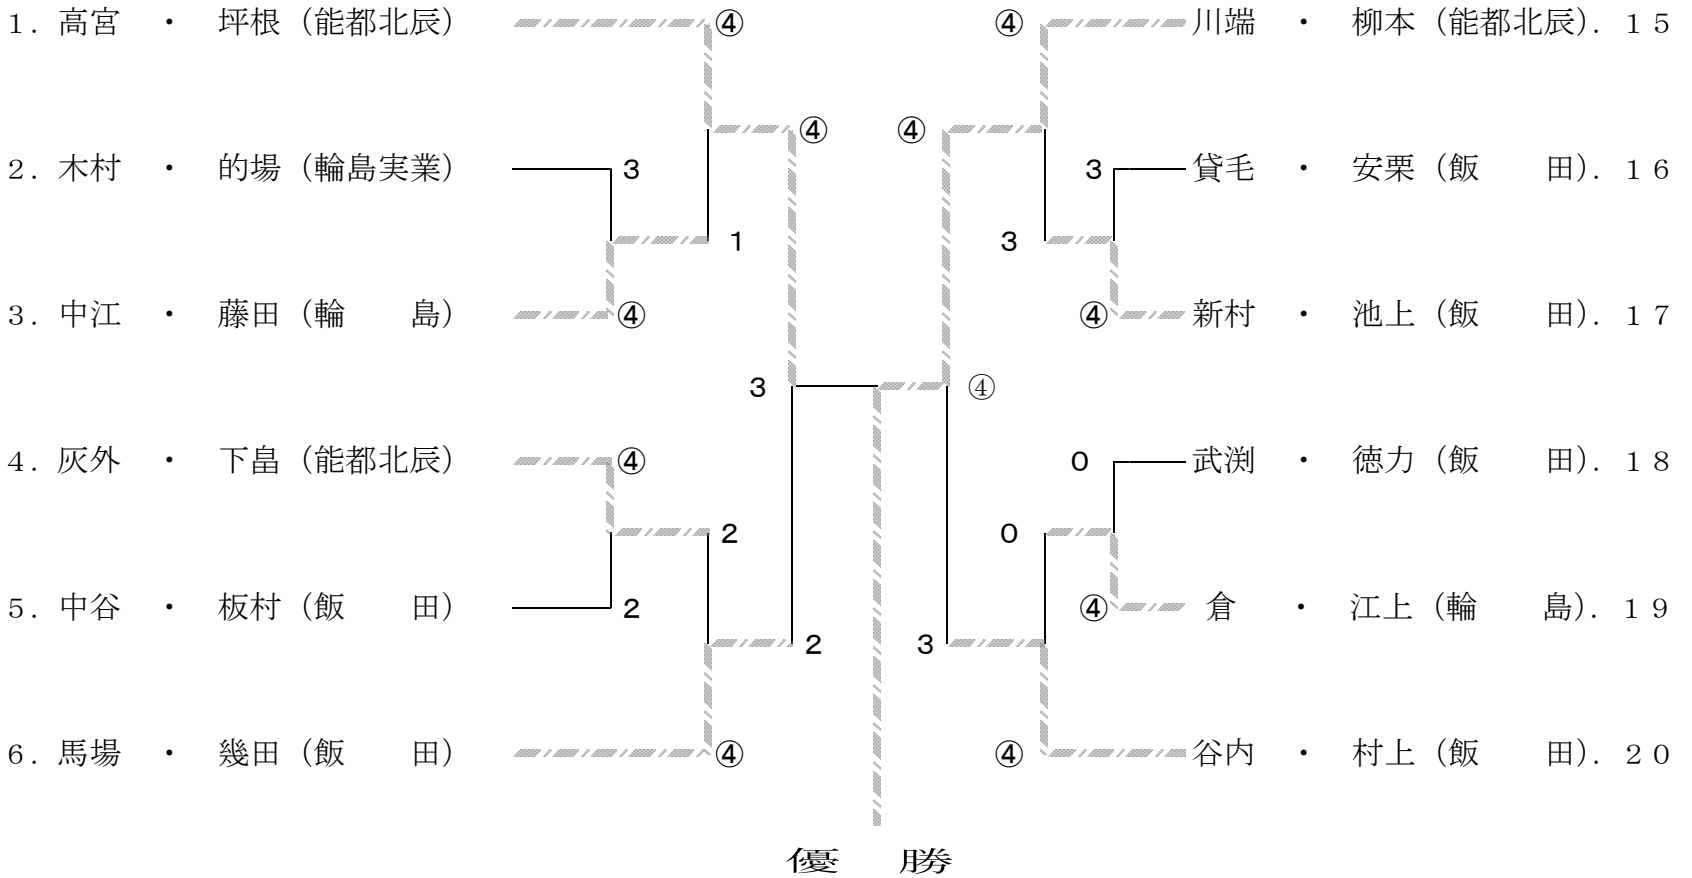 1. 高宮 ・ 坪根（能都北辰） ④ ④ 川端 ・ 柳本（能都北辰）. 15
④ ④
2. 木村 ・ 的場（輪島実業） 3 3 貸毛 ・ 安栗（飯 田）. 16
1 3
3. 中江 ・ 藤田（輪 島） ④ ④ 新村 ・ 池上（飯 田）. 17
3 ④
4. 灰外 ・ 下畠（能都北辰） ④ 0 武渕 ・ 徳力（飯 田）. 18
2 0
5. 中谷 ・ 板村（飯 田） 2 ④ 倉 ・ 江上（輪 島）. 19
2 3
6. 馬場 ・ 幾田（飯 田） ④ ④ 谷内 ・ 村上（飯 田）. 20
優 勝